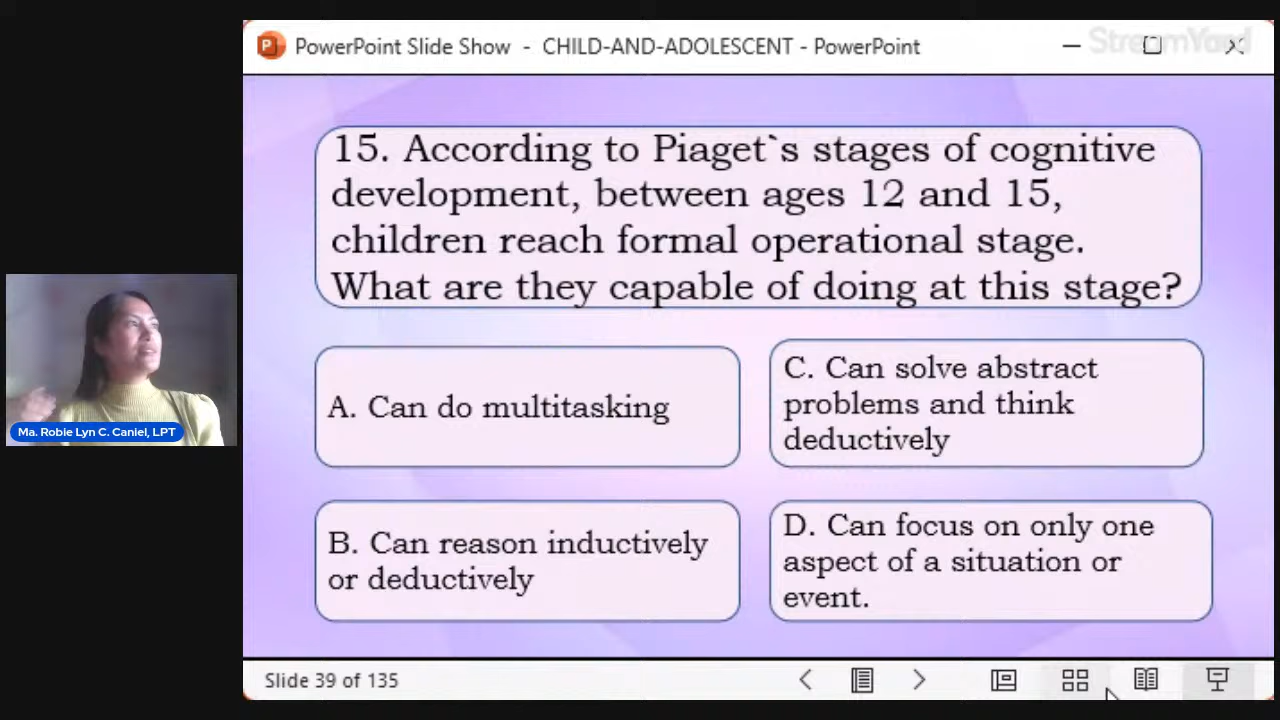 PowerPoint Slide Show - CHILD-AND-ADOLESCENT - PowerPoint
StreamYard
15. According to Piaget`s stages of cognitive
development, between ages 12 and 15,
children reach formal operational stage.
What are they capable of doing at this stage?
A. Can do multitasking
C. Can solve abstract
problems and think
deductively
B. Can reason inductively
or deductively
D. Can focus on only one
aspect of a situation or
event.
Ma. Robie Lyn C. Caniel, LPT
Slide 39 of 135